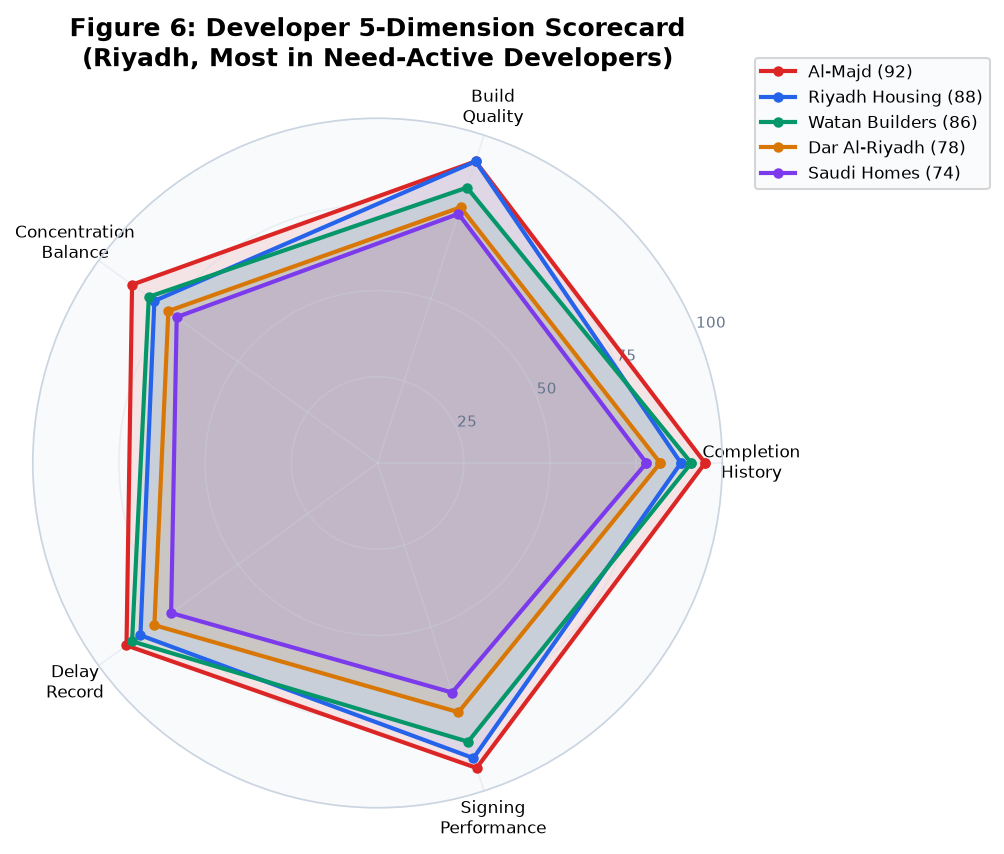 Figure 6: Developer 5-Dimension Scorecard
(Riyadh, Most in Need-Active Developers)
Al-Majd (92)
Riyadh Housing (88)
Watan Builders (86)
Dar Al-Riyadh (78)
Saudi Homes (74)
Build
Quality
Concentration
Balance
100
75
50
25
Completion
History
Delay
Record
Signing
Performance